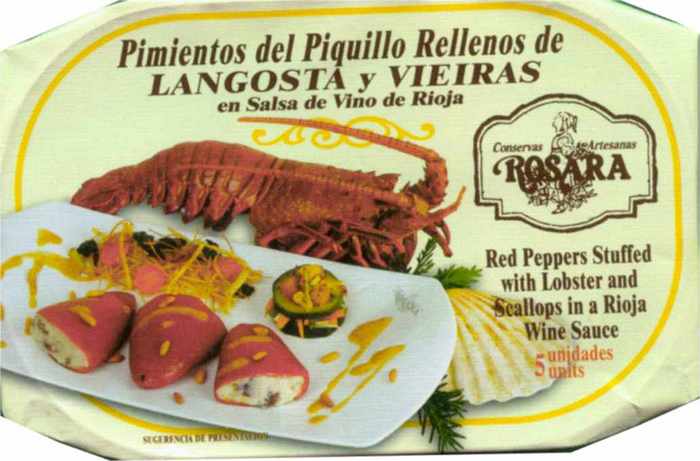 Pimientos del Piquillo Rellenos de
LANGOSTA y VIEIRAS
en Salsa de Vino de Rioja
Conservas Artesanas
ROSARA
Red Peppers Stuffed
with Lobster and
Scallops in a Rioja
Wine Sauce
5 unidades
units
SUGERENCIA DE PRESENTACION